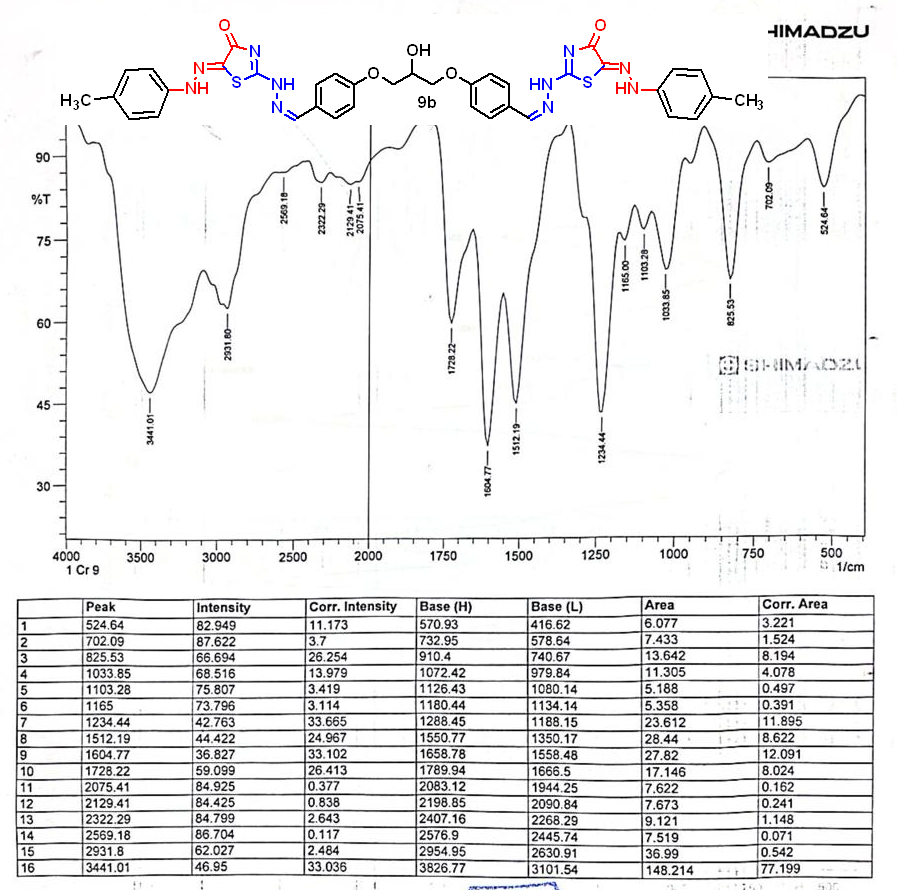 HIMADZU
O
N
S
N
HN
NH
N
H3C
O
OH
O
9b
N
HN
N
S
O
N
N
HN
CH3
%T
90
75
60
45
30
3441.01
2931.80
2569.18
2322.29
2129.41
2075.41
1728.22
1604.77
1512.19
1234.44
1165.00
1103.28
1033.85
825.53
702.09
524.64
SHIMADZU
4000 3500 3000 2500 2000 1750 1500 1250 1000 750 500
1 Cr 9 1/cm
Peak Intensity Corr. Intensity Base (H) Base (L) Area Corr. Area
1 524.64 82.949 11.173 570.93 416.62 6.077 3.221
2 702.09 87.622 3.7 732.95 578.64 7.433 1.524
3 825.53 66.694 26.254 910.4 740.67 13.642 8.194
4 1033.85 68.516 13.979 1072.42 979.84 11.305 4.078
5 1103.28 75.807 3.419 1126.43 1080.14 5.188 0.497
6 1165 73.796 3.114 1180.44 1134.14 5.358 0.391
7 1234.44 42.763 33.665 1288.45 1188.15 23.612 11.895
8 1512.19 44.422 24.967 1550.77 1350.17 28.44 8.622
9 1604.77 36.827 33.102 1658.78 1558.48 27.82 12.091
10 1728.22 59.099 26.413 1789.94 1666.5 17.146 8.024
11 2075.41 84.925 0.377 2083.12 1944.25 7.622 0.162
12 2129.41 84.425 0.838 2198.85 2090.84 7.673 0.241
13 2322.29 84.799 2.643 2407.16 2268.29 9.121 1.148
14 2569.18 86.704 0.117 2576.9 2445.74 7.519 0.071
15 2931.8 62.027 2.484 2954.95 2630.91 36.99 0.542
16 3441.01 46.95 33.036 3826.77 3101.54 148.214 77.199